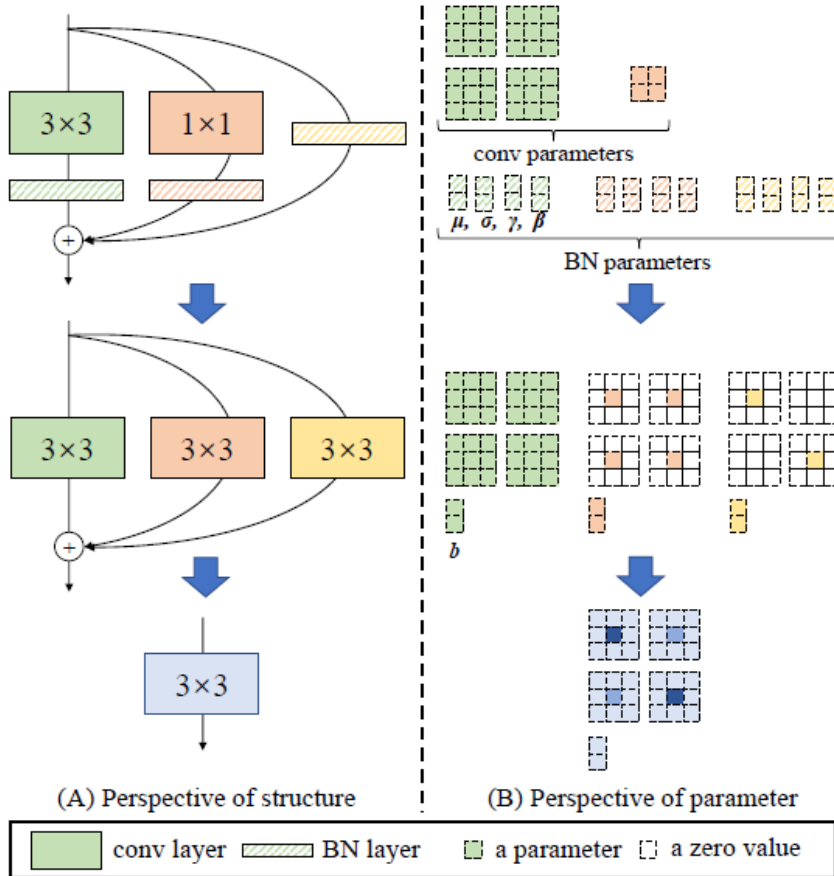 3×3
1×1
+
3×3
3×3
3×3
+
3×3
(A) Perspective of structure
conv parameters
μ, σ, γ, β
BN parameters
b
(B) Perspective of parameter
conv layer
BN layer
a parameter
a zero value